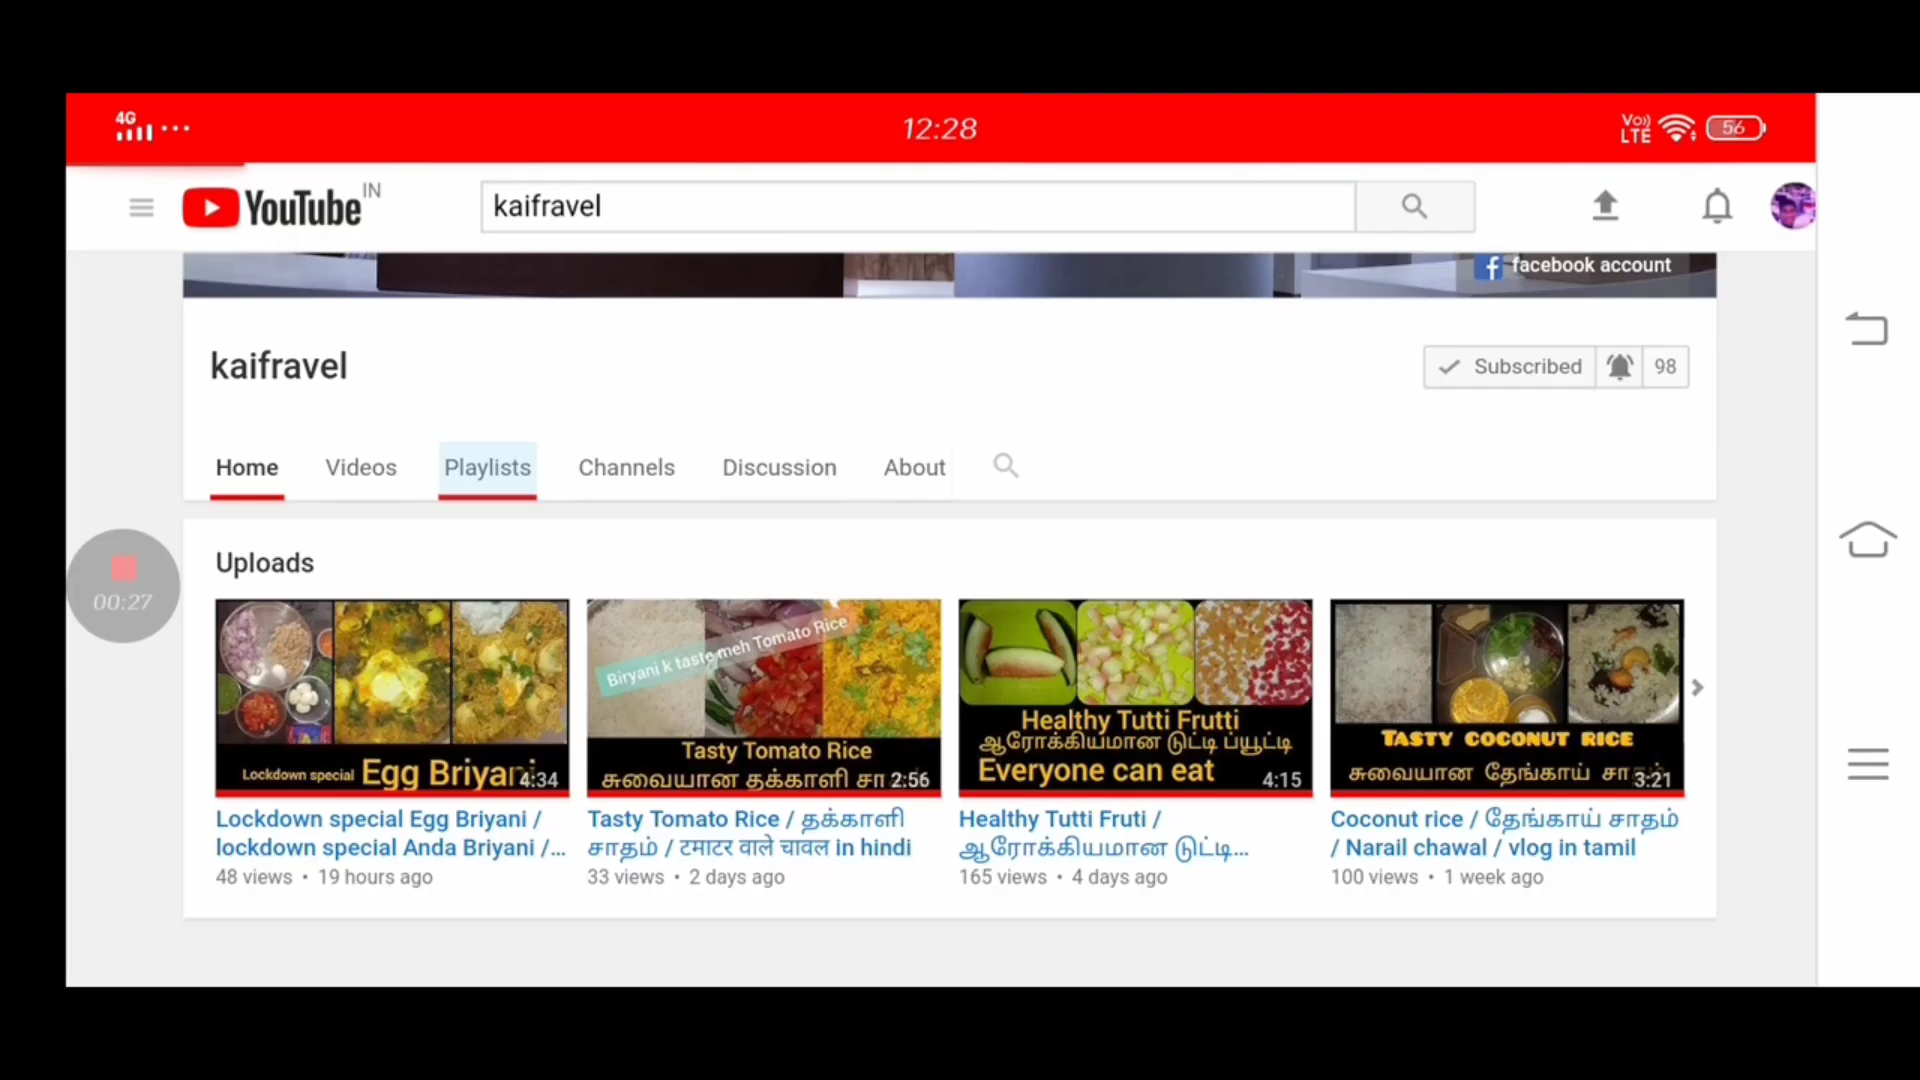 4G
12:28
Vo))
LTE
56
YouTube IN
kaifravel
facebook account
kaifravel
Subscribed
98
Home
Videos
Playlists
Channels
Discussion
About
Uploads
00:27
Lockdown special Egg Briyani
4:34
Biryani k taste meh Tomato Rice
Tasty Tomato Rice
சுவையான தக்காளி சா
2:56
Healthy Tutti Frutti
ஆரோக்கியமான டுட்டி ப்யூட்டி
Everyone can eat
4:15
TASTY COCONUT RICE
சுவையான தேங்காய் சா
3:21
Lockdown special Egg Briyani /
lockdown special Anda Briyani /...
48 views • 19 hours ago
Tasty Tomato Rice / தக்காளி
சாதம் / टमाटर वाले चावल in hindi
33 views • 2 days ago
Healthy Tutti Fruti /
ஆரோக்கியமான டுட்டி...
165 views • 4 days ago
Coconut rice / தேங்காய் சாதம்
/ Narail chawal / vlog in tamil
100 views • 1 week ago